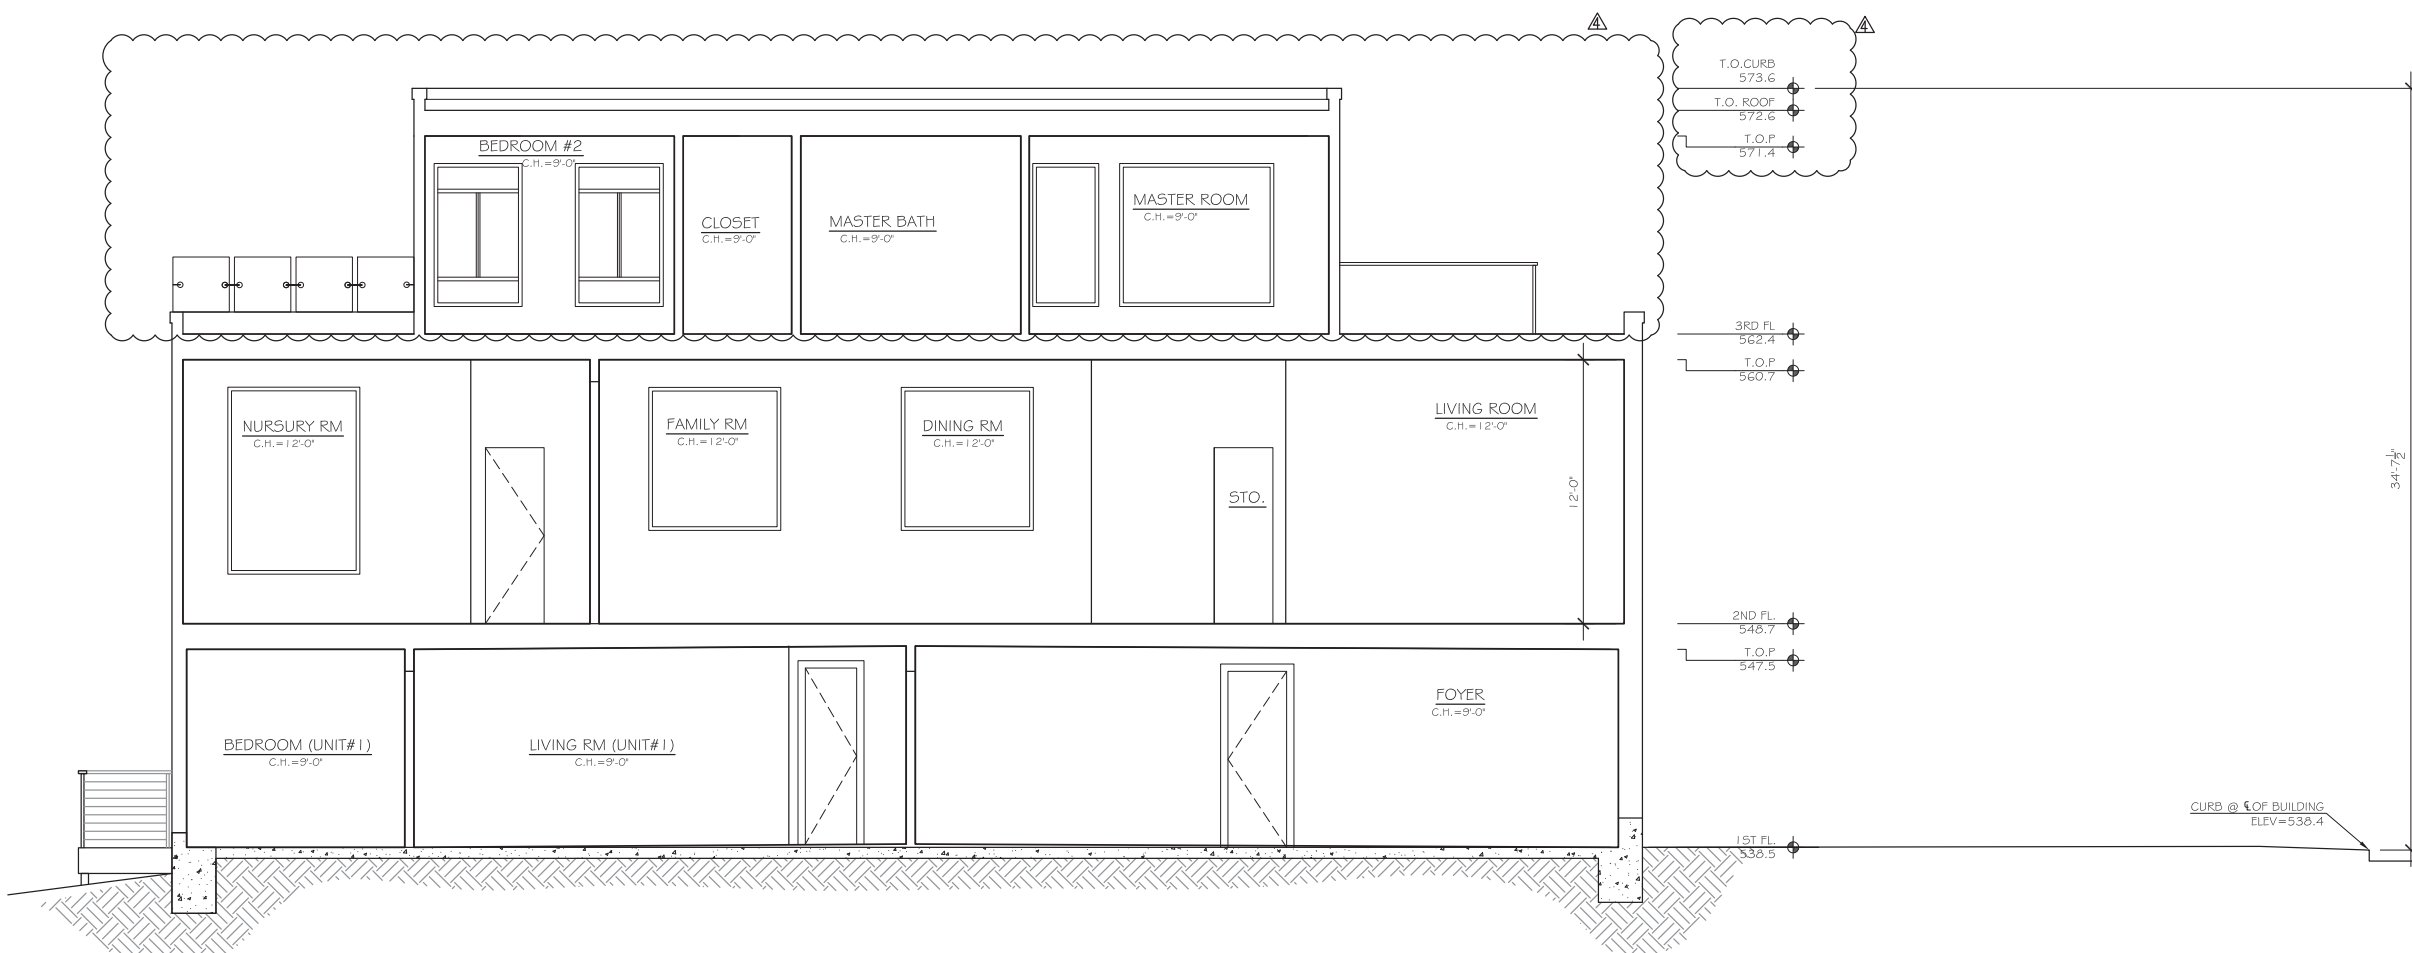 4
4
T.O.CURB
573.6
T.O. ROOF
572.6
T.O.P
571.4
BEDROOM #2
C.H.=9'-0"
CLOSET
C.H.=9'-0"
MASTER BATH
C.H.=9'-0"
MASTER ROOM
C.H.=9'-0"
3RD FL
562.4
T.O.P
560.7
NURSURY RM
C.H.=12'-0"
FAMILY RM
C.H.=12'-0"
DINING RM
C.H.=12'-0"
LIVING ROOM
C.H.=12'-0"
STO.
12'-0"
34'-7½"
2ND FL.
548.7
T.O.P
547.5
FOYER
C.H.=9'-0"
BEDROOM (UNIT#1)
C.H.=9'-0"
LIVING RM (UNIT#1)
C.H.=9'-0"
CURB @ ℄ OF BUILDING
ELEV=538.4
1ST FL.
538.5